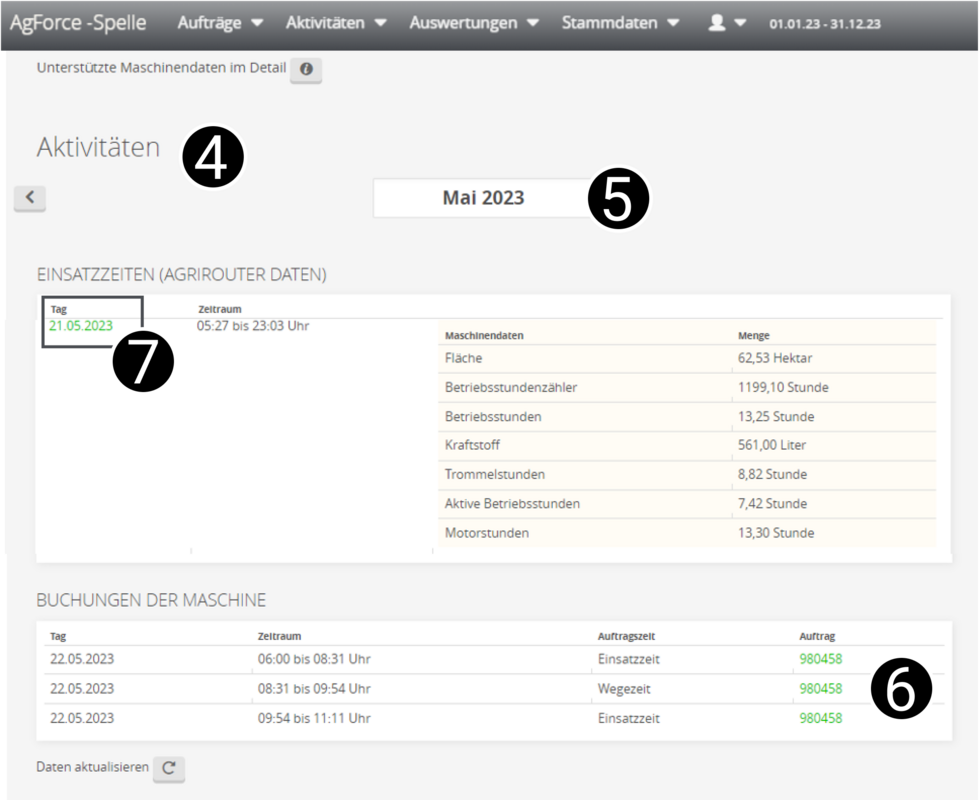 AgForce -Spelle Aufträge Aktivitäten Auswertungen Stammdaten 01.01.23 - 31.12.23
Unterstützte Maschinendaten im Detail i
Aktivitäten 4
Mai 2023 5
EINSATZZEITEN (AGRIROUTER DATEN)
Tag Zeitraum
21.05.2023 05:27 bis 23:03 Uhr
7
Maschinendaten Menge
Fläche 62,53 Hektar
Betriebsstundenzähler 1199,10 Stunde
Betriebsstunden 13,25 Stunde
Kraftstoff 561,00 Liter
Trommelstunden 8,82 Stunde
Aktive Betriebsstunden 7,42 Stunde
Motorstunden 13,30 Stunde
BUCHUNGEN DER MASCHINE
Tag Zeitraum Auftragszeit Auftrag
22.05.2023 06:00 bis 08:31 Uhr Einsatzzeit 980458
22.05.2023 08:31 bis 09:54 Uhr Wegezeit 980458 6
22.05.2023 09:54 bis 11:11 Uhr Einsatzzeit 980458
Daten aktualisieren